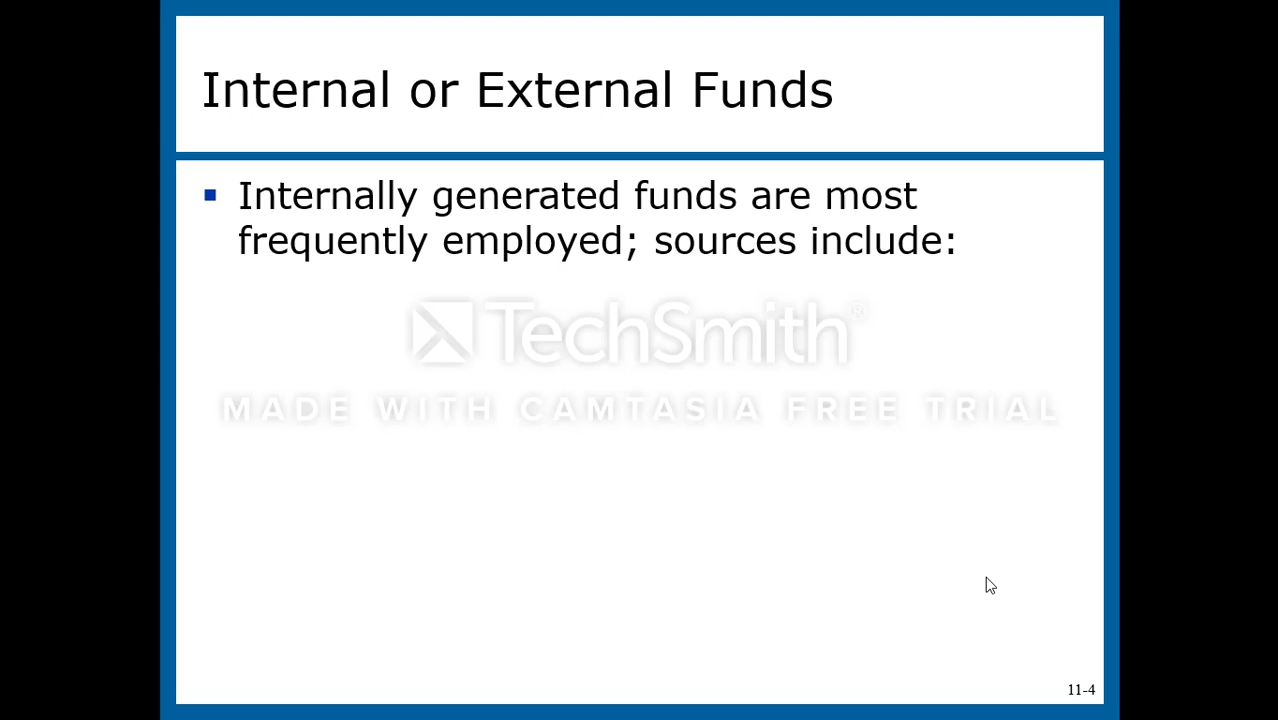 Internal or External Funds
▪ Internally generated funds are most
frequently employed; sources include:
TechSmith®
MADE WITH CAMTASIA FREE TRIAL
11-4